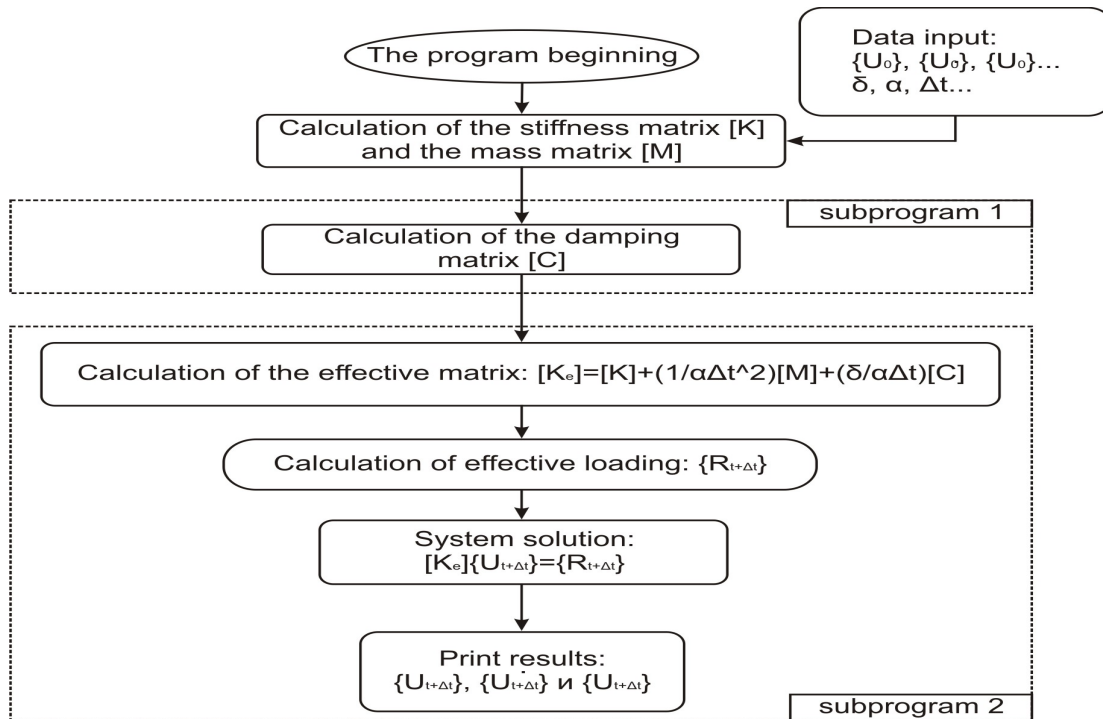 The program beginning
Data input:
{U₀}, {U̇₀}, {U₀}...
δ, α, Δt...
Calculation of the stiffness matrix [K]
and the mass matrix [M]
subprogram 1
Calculation of the damping
matrix [C]
Calculation of the effective matrix: [Kₑ]=[K]+(1/αΔt^2)[M]+(δ/αΔt)[C]
Calculation of effective loading: {Rt+Δt}
System solution:
[Kₑ]{Ut+Δt}={Rt+Δt}
Print results:
{Ut+Δt}, {U̇t+Δt} и {Ut+Δt}
subprogram 2